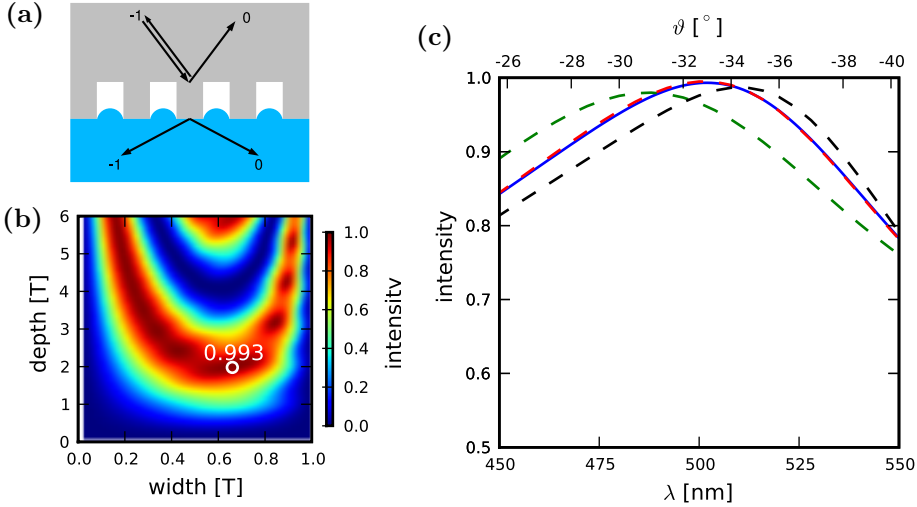 (a)
-1 0
-1 0
(b)
6
5
4
3
2
1
0
depth [T]
0.993
0.0 0.2 0.4 0.6 0.8 1.0
width [T]
1.0
0.8
0.6
0.4
0.2
0.0
intensity
(c)
ϑ [°]
-26 -28 -30 -32 -34 -36 -38 -40
1.0
0.9
0.8
0.7
0.6
0.5
intensity
450 475 500 525 550
λ [nm]